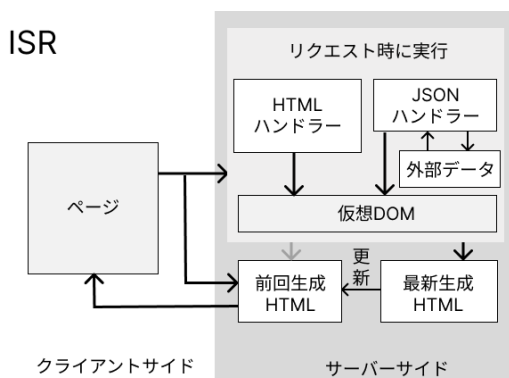 ISR
リクエスト時に実行
HTML
ハンドラー
JSON
ハンドラー
外部データ
ページ
仮想DOM
更
新
前回生成
HTML
最新生成
HTML
クライアントサイド
サーバーサイド